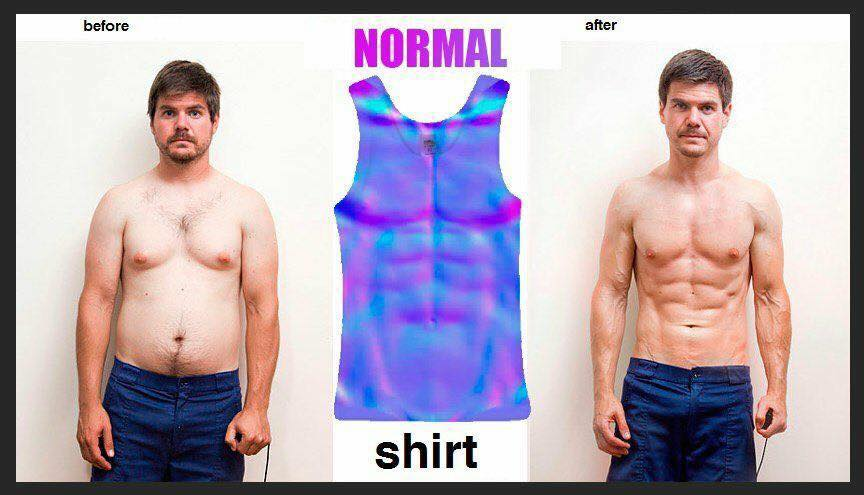 before
NORMAL
after
shirt